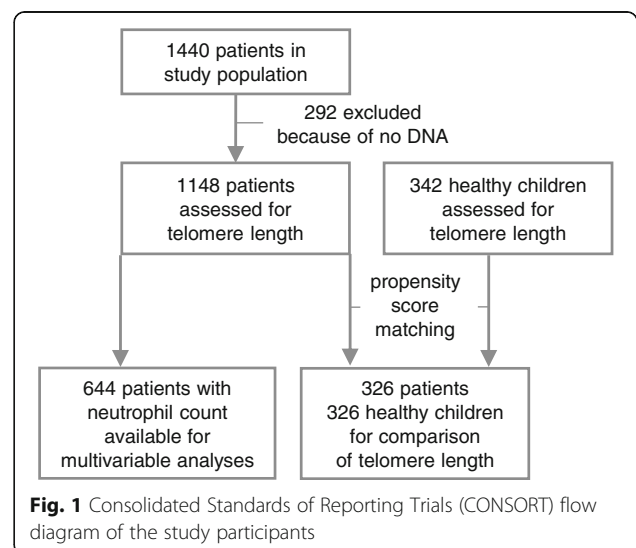 1440 patients in
study population
292 excluded
because of no DNA
1148 patients
assessed for
telomere length
342 healthy children
assessed for
telomere length
propensity
score
matching
644 patients with
neutrophil count
available for
multivariable analyses
326 patients
326 healthy children
for comparison
of telomere length
Fig. 1 Consolidated Standards of Reporting Trials (CONSORT) flow
diagram of the study participants